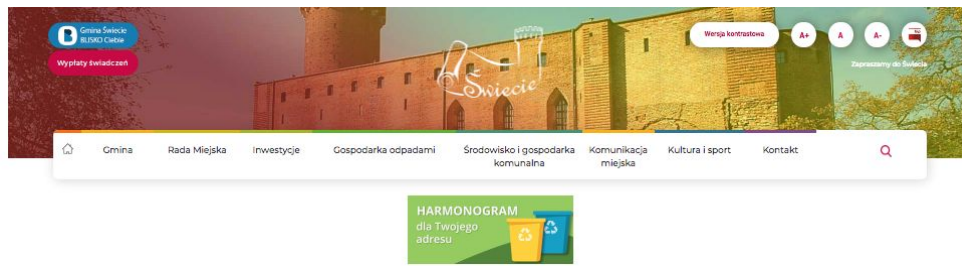 Gmina Świecie
BLISKO Ciebie
Wypłaty świadczeń
Świecie
Wersja kontrastowa
A+
A
A-
Zapraszamy do Świecia
Gmina
Rada Miejska
Inwestycje
Gospodarka odpadami
Środowisko i gospodarka
komunalna
Komunikacja
miejska
Kultura i sport
Kontakt
HARMONOGRAM
dla Twojego
adresu